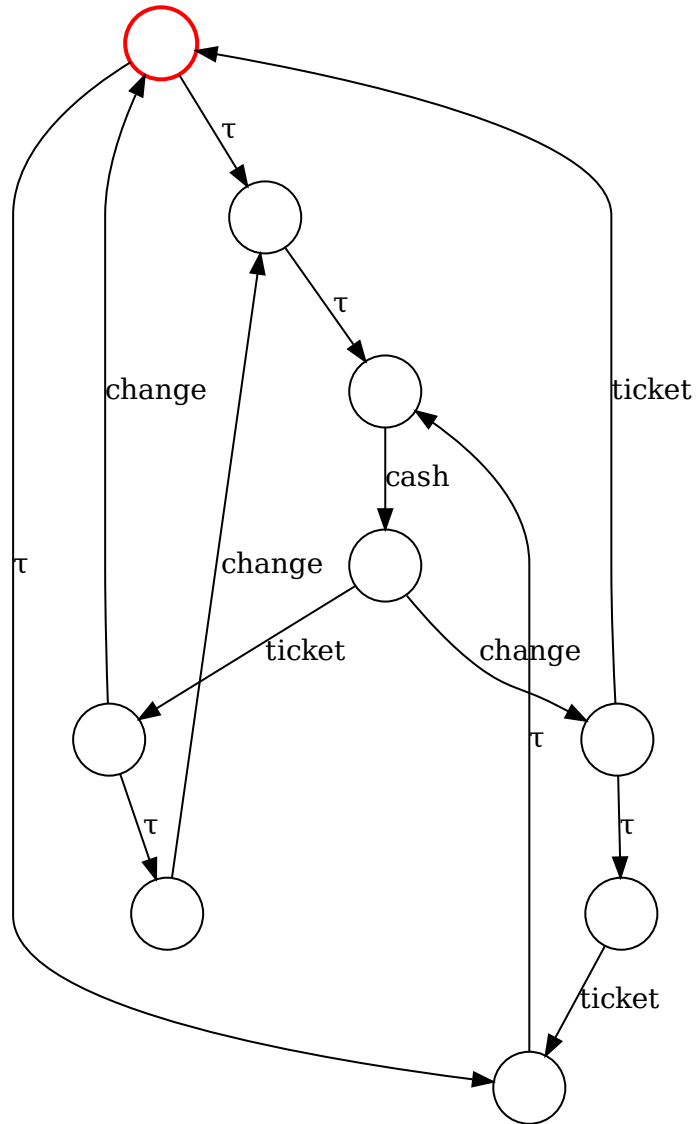 τ
τ
change
ticket
cash
τ
change
ticket
change
τ
τ
τ
ticket